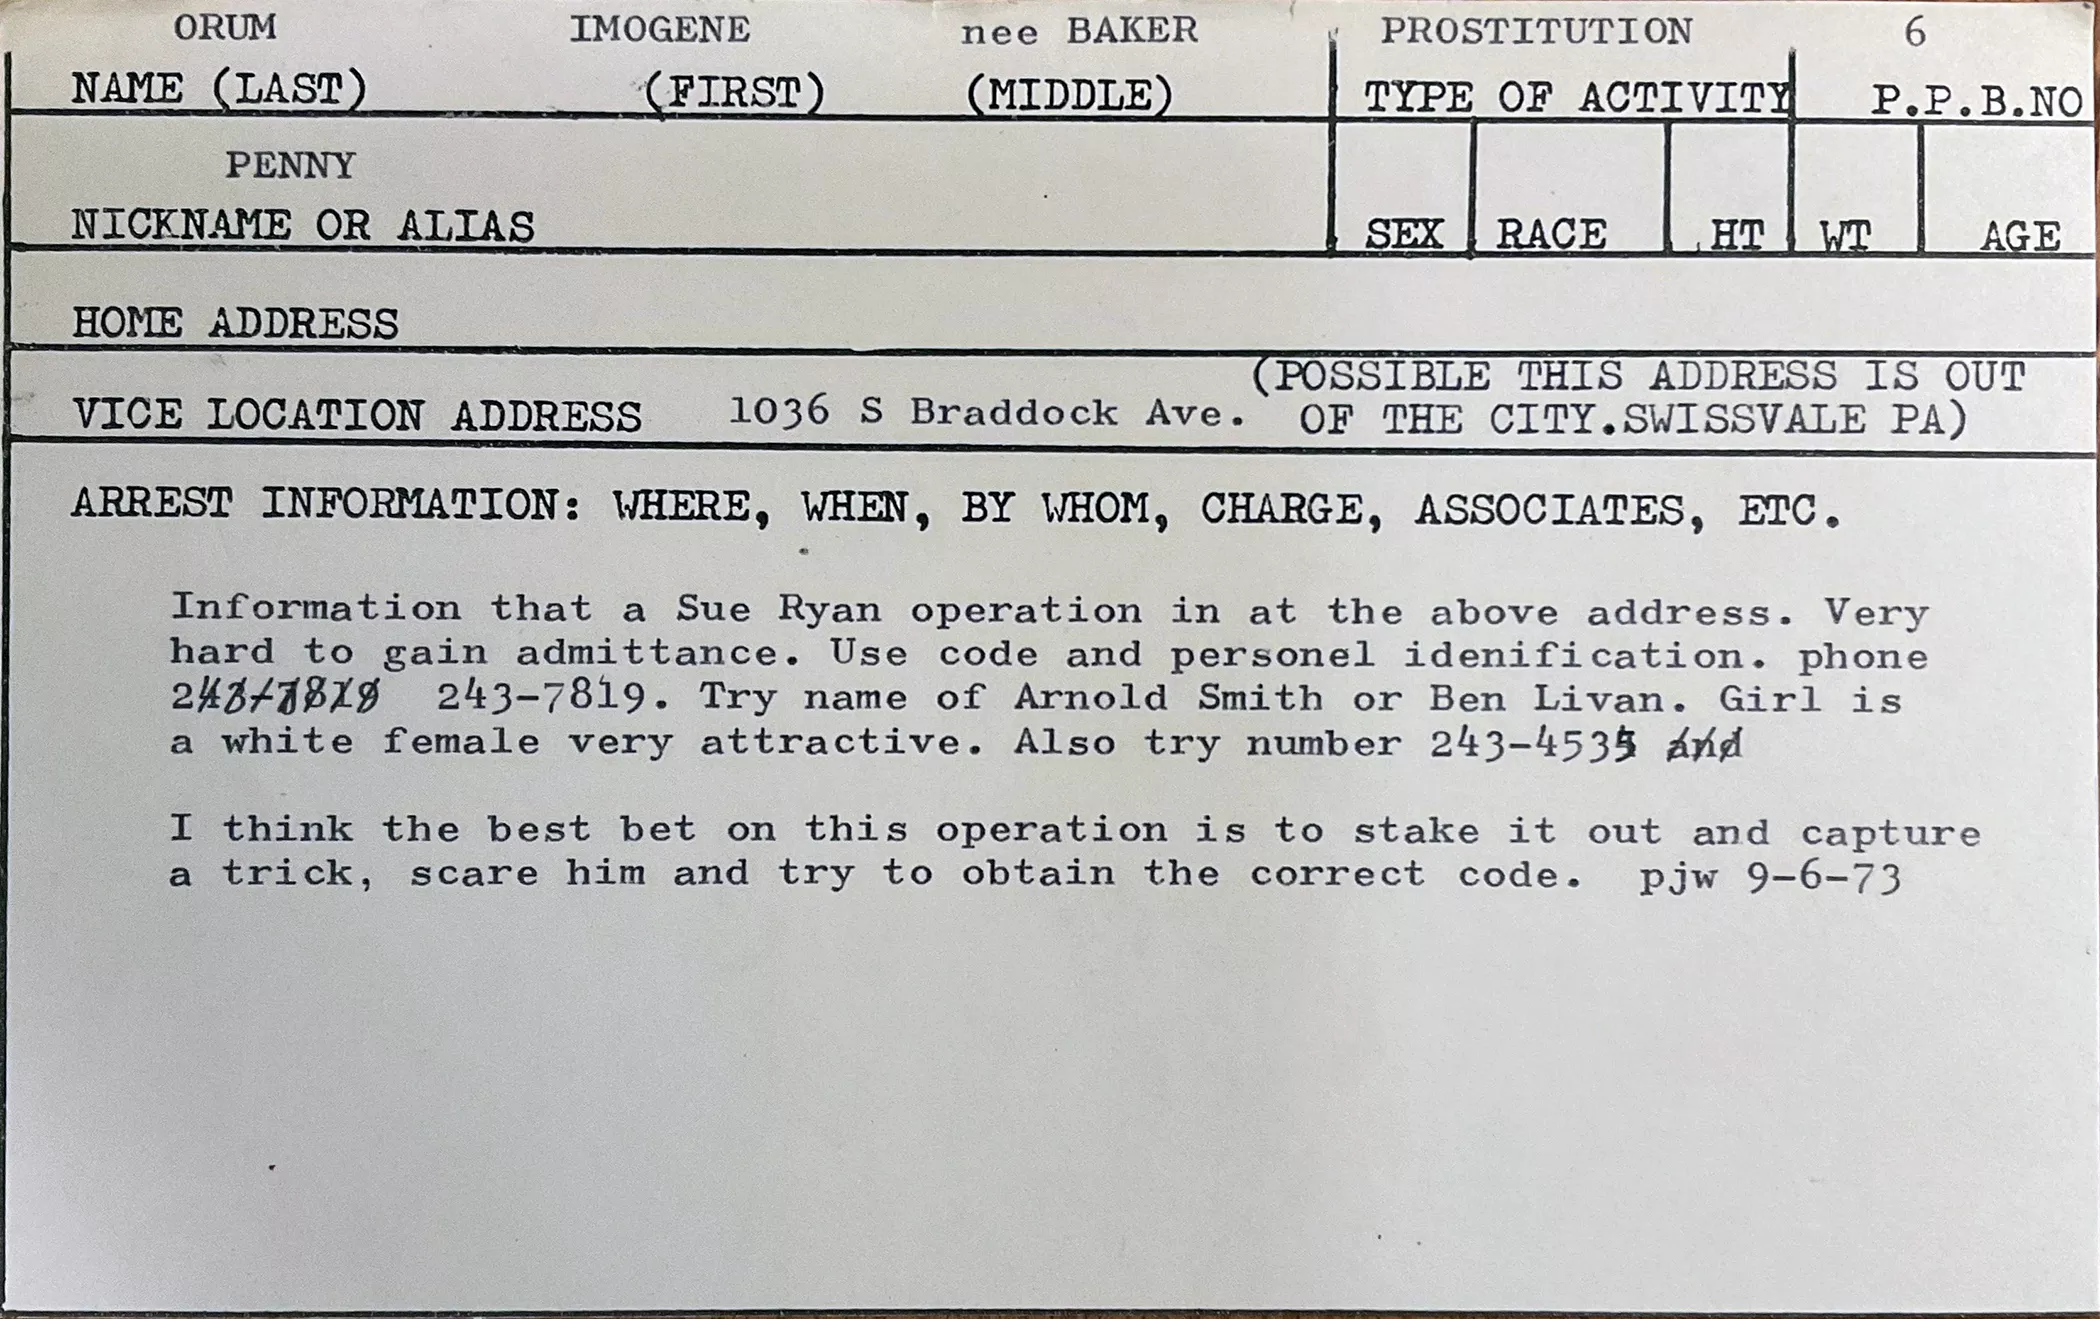 ORUM IMOGENE nee BAKER PROSTITUTION 6
NAME (LAST) (FIRST) (MIDDLE) TYPE OF ACTIVITY P.P.B.NO
PENNY
NICKNAME OR ALIAS SEX RACE HT WT AGE
HOME ADDRESS
(POSSIBLE THIS ADDRESS IS OUT
VICE LOCATION ADDRESS 1036 S Braddock Ave. OF THE CITY.SWISSVALE PA)
ARREST INFORMATION: WHERE, WHEN, BY WHOM, CHARGE, ASSOCIATES, ETC.
Information that a Sue Ryan operation in at the above address. Very
hard to gain admittance. Use code and personel idenification. phone
243-7819. Try name of Arnold Smith or Ben Livan. Girl is
a white female very attractive. Also try number and
I think the best bet on this operation is to stake it out and capture
a trick, scare him and try to obtain the correct code. pjw 9-6-73